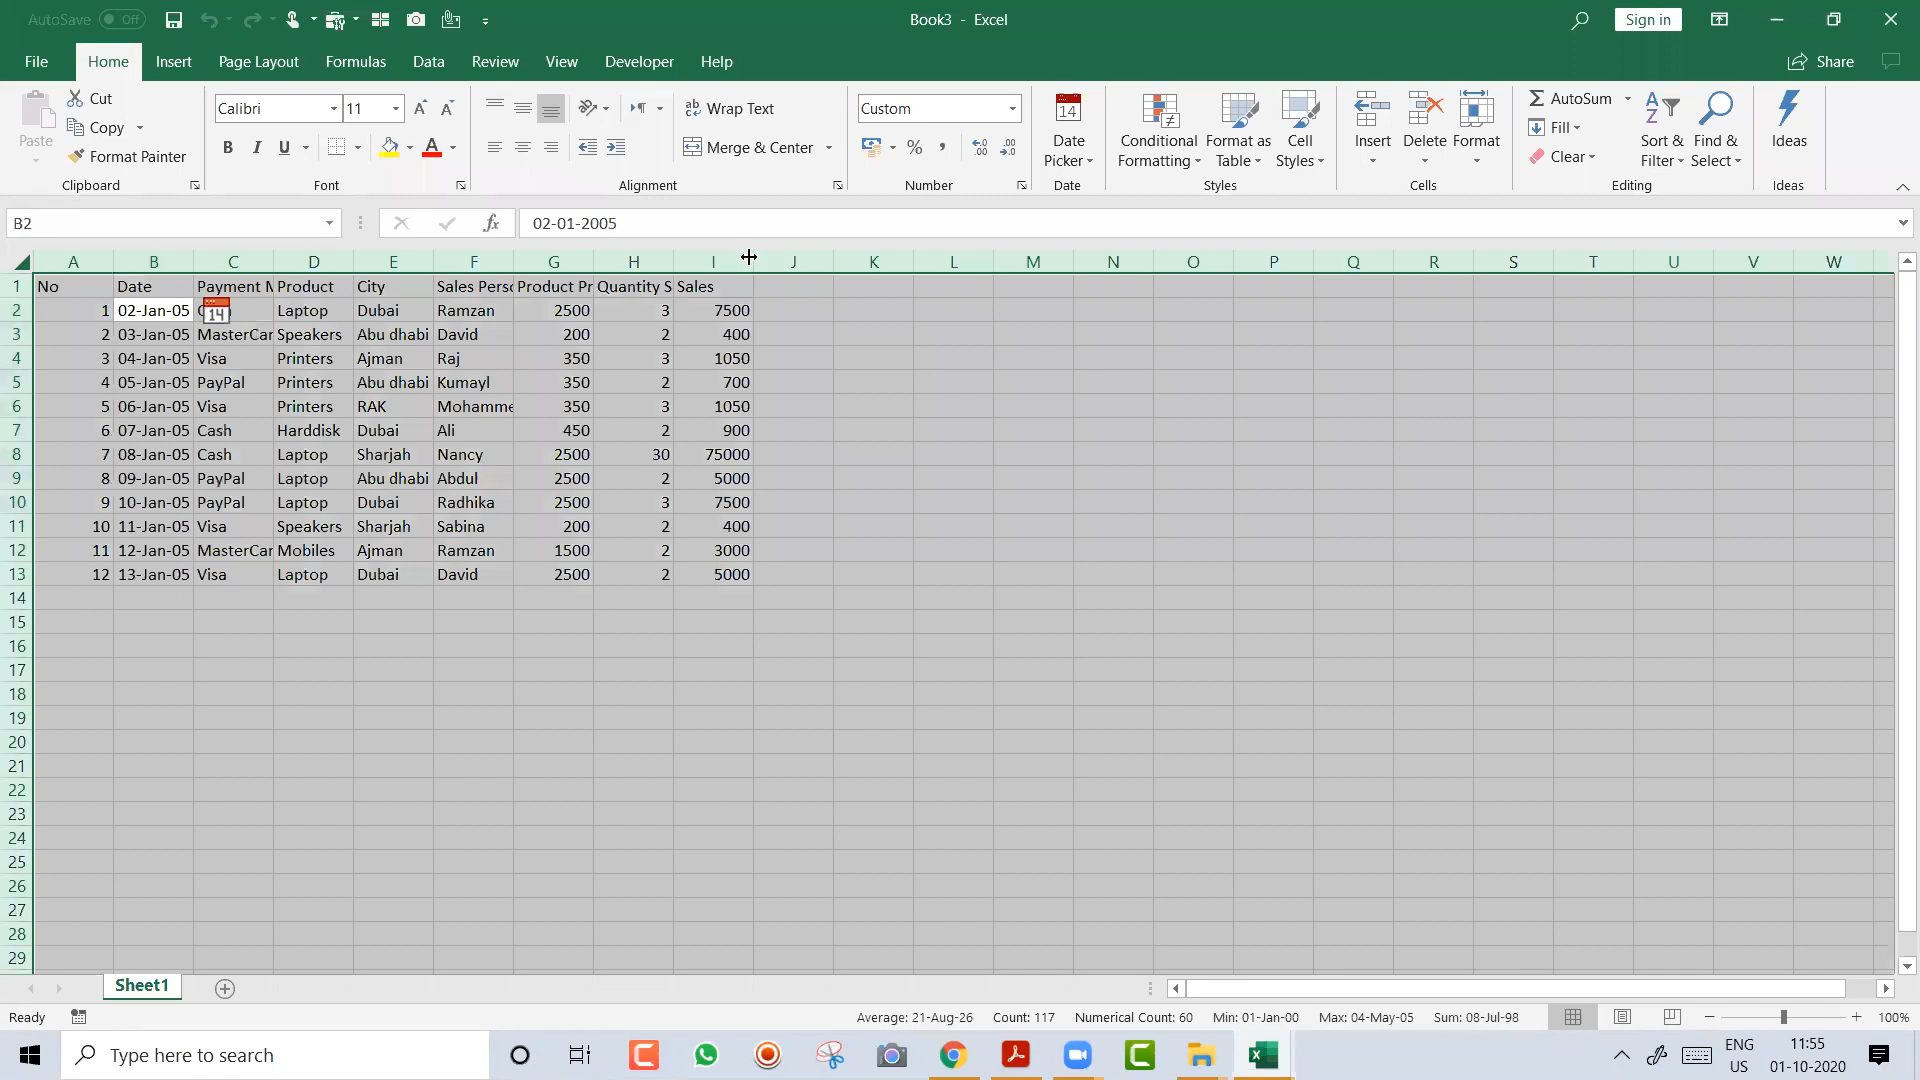 AutoSave Off Book3 - Excel Sign in
File Home Insert Page Layout Formulas Data Review View Developer Help Share
Paste Cut Copy Format Painter Clipboard
Calibri 11 B I U A Font
Wrap Text Merge & Center Alignment
Custom % , Number
14 Date Picker Date
Conditional Formatting Format as Table Cell Styles Styles
Insert Delete Format Cells
AutoSum Fill Clear Sort & Filter Find & Select Editing
Ideas Ideas
B2 fx 02-01-2005
A B C D E F G H I J K L M N O P Q R S T U V W
1 No Date Payment M Product City Sales Perso Product Pr Quantity S Sales
2 1 02-Jan-05 14 Laptop Dubai Ramzan 2500 3 7500
3 2 03-Jan-05 MasterCar Speakers Abu dhabi David 200 2 400
4 3 04-Jan-05 Visa Printers Ajman Raj 350 3 1050
5 4 05-Jan-05 PayPal Printers Abu dhabi Kumayl 350 2 700
6 5 06-Jan-05 Visa Printers RAK Mohamme 350 3 1050
7 6 07-Jan-05 Cash Harddisk Dubai Ali 450 2 900
8 7 08-Jan-05 Cash Laptop Sharjah Nancy 2500 30 75000
9 8 09-Jan-05 PayPal Laptop Abu dhabi Abdul 2500 2 5000
10 9 10-Jan-05 PayPal Laptop Dubai Radhika 2500 3 7500
11 10 11-Jan-05 Visa Speakers Sharjah Sabina 200 2 400
12 11 12-Jan-05 MasterCar Mobiles Ajman Ramzan 1500 2 3000
13 12 13-Jan-05 Visa Laptop Dubai David 2500 2 5000
14
15
16
17
18
19
20
21
22
23
24
25
26
27
28
29
Sheet1
Ready Average: 21-Aug-26 Count: 117 Numerical Count: 60 Min: 01-Jan-00 Max: 04-May-05 Sum: 08-Jul-98 100%
Type here to search ENG US 11:55 01-10-2020